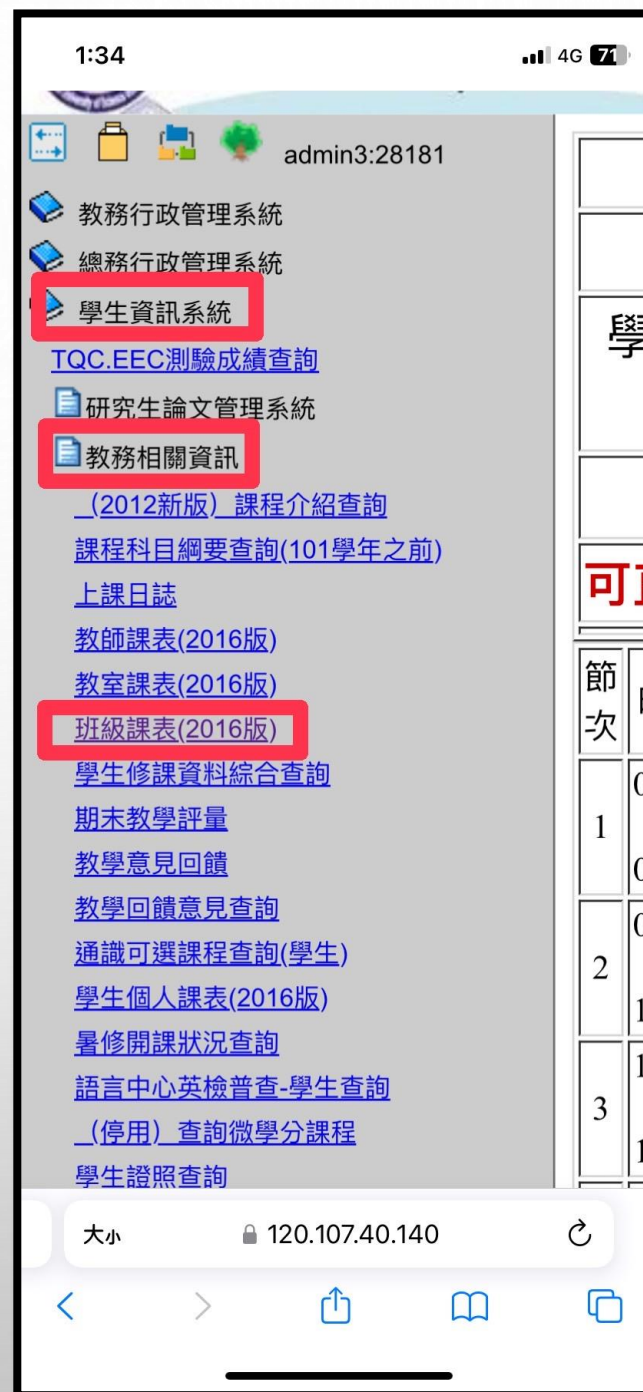 1:34
4G 71
admin3:28181
教務行政管理系統
總務行政管理系統
學生資訊系統
TQC.EEC測驗成績查詢
研究生論文管理系統
教務相關資訊
（2012新版）課程介紹查詢
課程科目綱要查詢(101學年之前)
上課日誌
教師課表(2016版)
教室課表(2016版)
班級課表(2016版)
學生修課資料綜合查詢
期末教學評量
教學意見回饋
教學回饋意見查詢
通識可選課程查詢(學生)
學生個人課表(2016版)
暑修開課狀況查詢
語言中心英檢普查-學生查詢
（停用）查詢微學分課程
學生證照查詢
可
節
次
1
2
3
大小 120.107.40.140